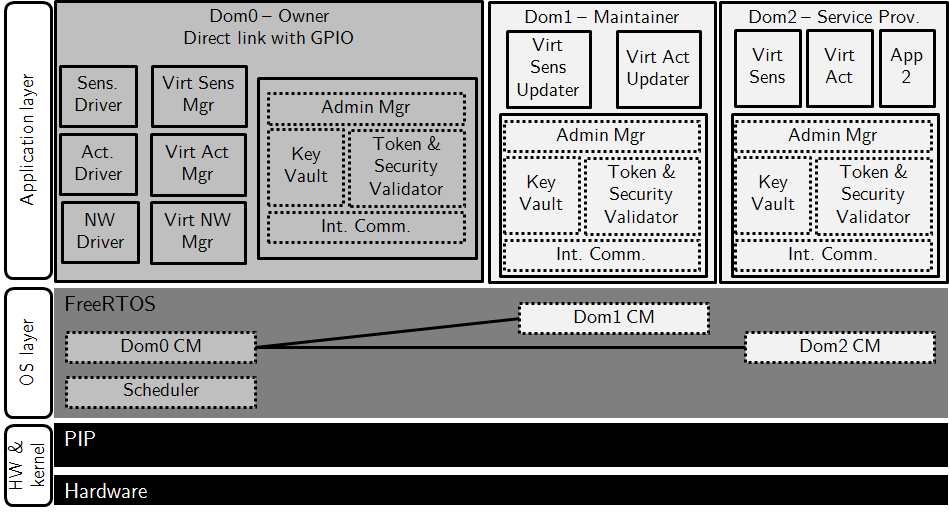 Application layer
Dom0 – Owner
Direct link with GPIO
Sens.
Driver
Virt Sens
Mgr
Act.
Driver
Virt Act
Mgr
NW
Driver
Virt NW
Mgr
Admin Mgr
Key
Vault
Token &
Security
Validator
Int. Comm.
Dom1 – Maintainer
Virt
Sens
Updater
Virt Act
Updater
Admin Mgr
Key
Vault
Token &
Security
Validator
Int. Comm.
Dom2 – Service Prov.
Virt
Sens
Virt
Act
App
2
Admin Mgr
Key
Vault
Token &
Security
Validator
Int. Comm.
OS layer
FreeRTOS
Dom0 CM
Dom1 CM
Dom2 CM
Scheduler
HW &
kernel
PIP
Hardware